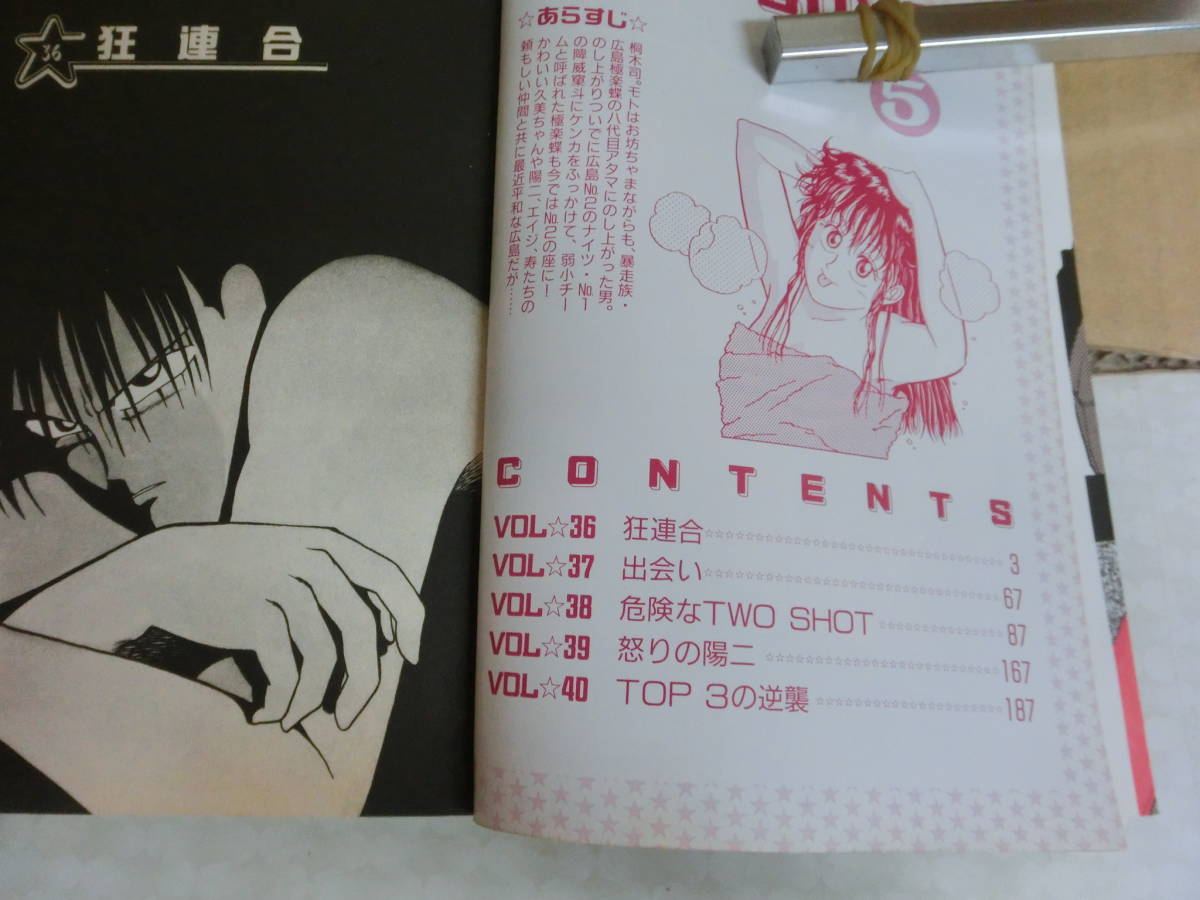 ☆36 狂連合
☆あらすじ☆
桐木司。モトはお坊ちゃまながらも、暴走族・
広島極楽蝶の八代目アタマにのし上がった男。
のし上がりついでに広島№2のナイツ・№1
の陴威窣斗にケンカをふっかけて、弱小チー
ムと呼ばれた極楽蝶も今では№2の座に!
かわいい久美ちゃんや陽二、エイジ、寿たちの
頼もしい仲間と共に最近平和な広島だが……
5
CONTENTS
VOL☆36 狂連合 3
VOL☆37 出会い 67
VOL☆38 危険なTWO SHOT 87
VOL☆39 怒りの陽二 167
VOL☆40 TOP 3の逆襲 187